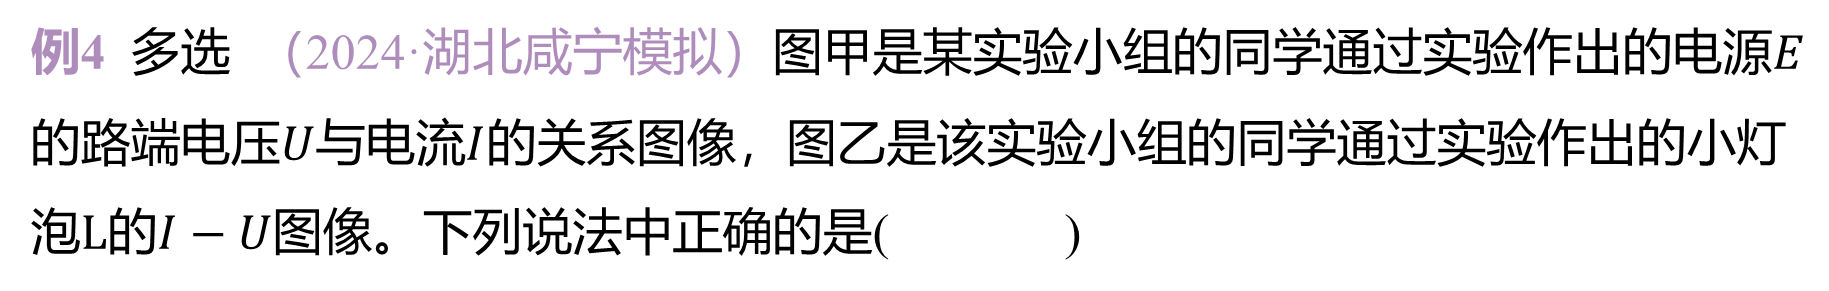 例4 多选 （2024·湖北咸宁模拟）图甲是某实验小组的同学通过实验作出的电源E
的路端电压U与电流I的关系图像，图乙是该实验小组的同学通过实验作出的小灯
泡L的I − U图像。下列说法中正确的是(    )